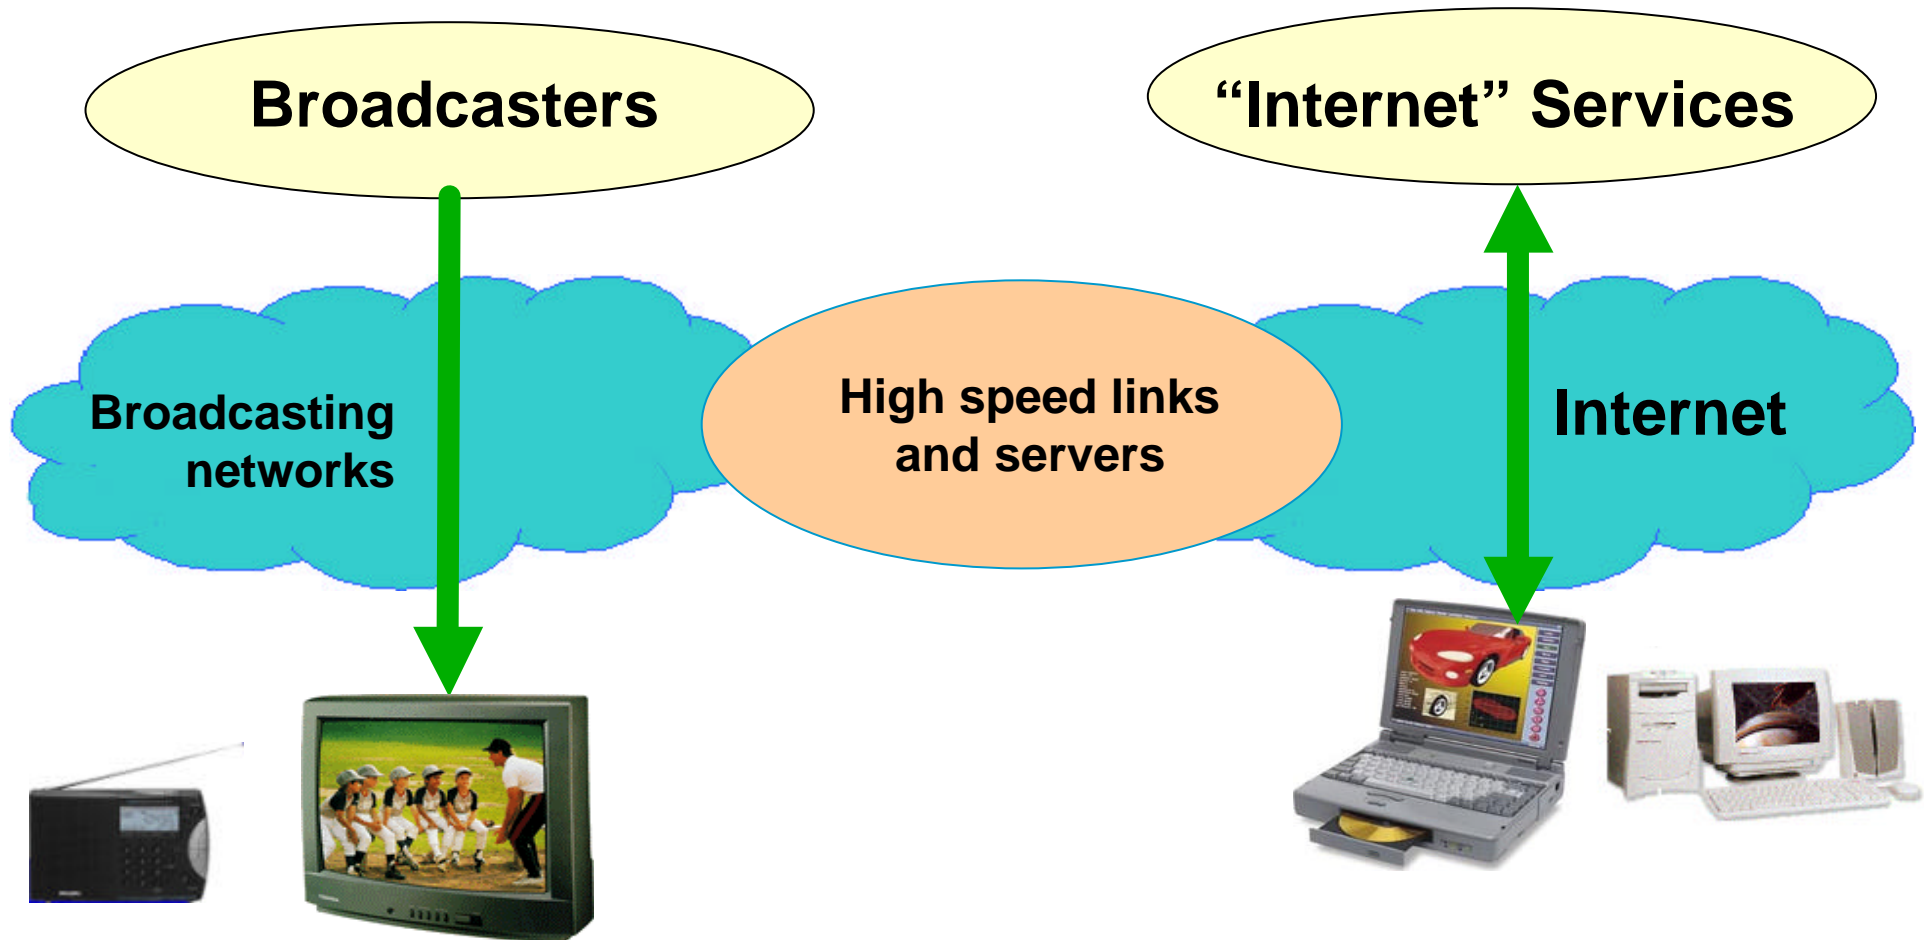 Broadcasters
“Internet” Services
Broadcasting
networks
High speed links
and servers
Internet